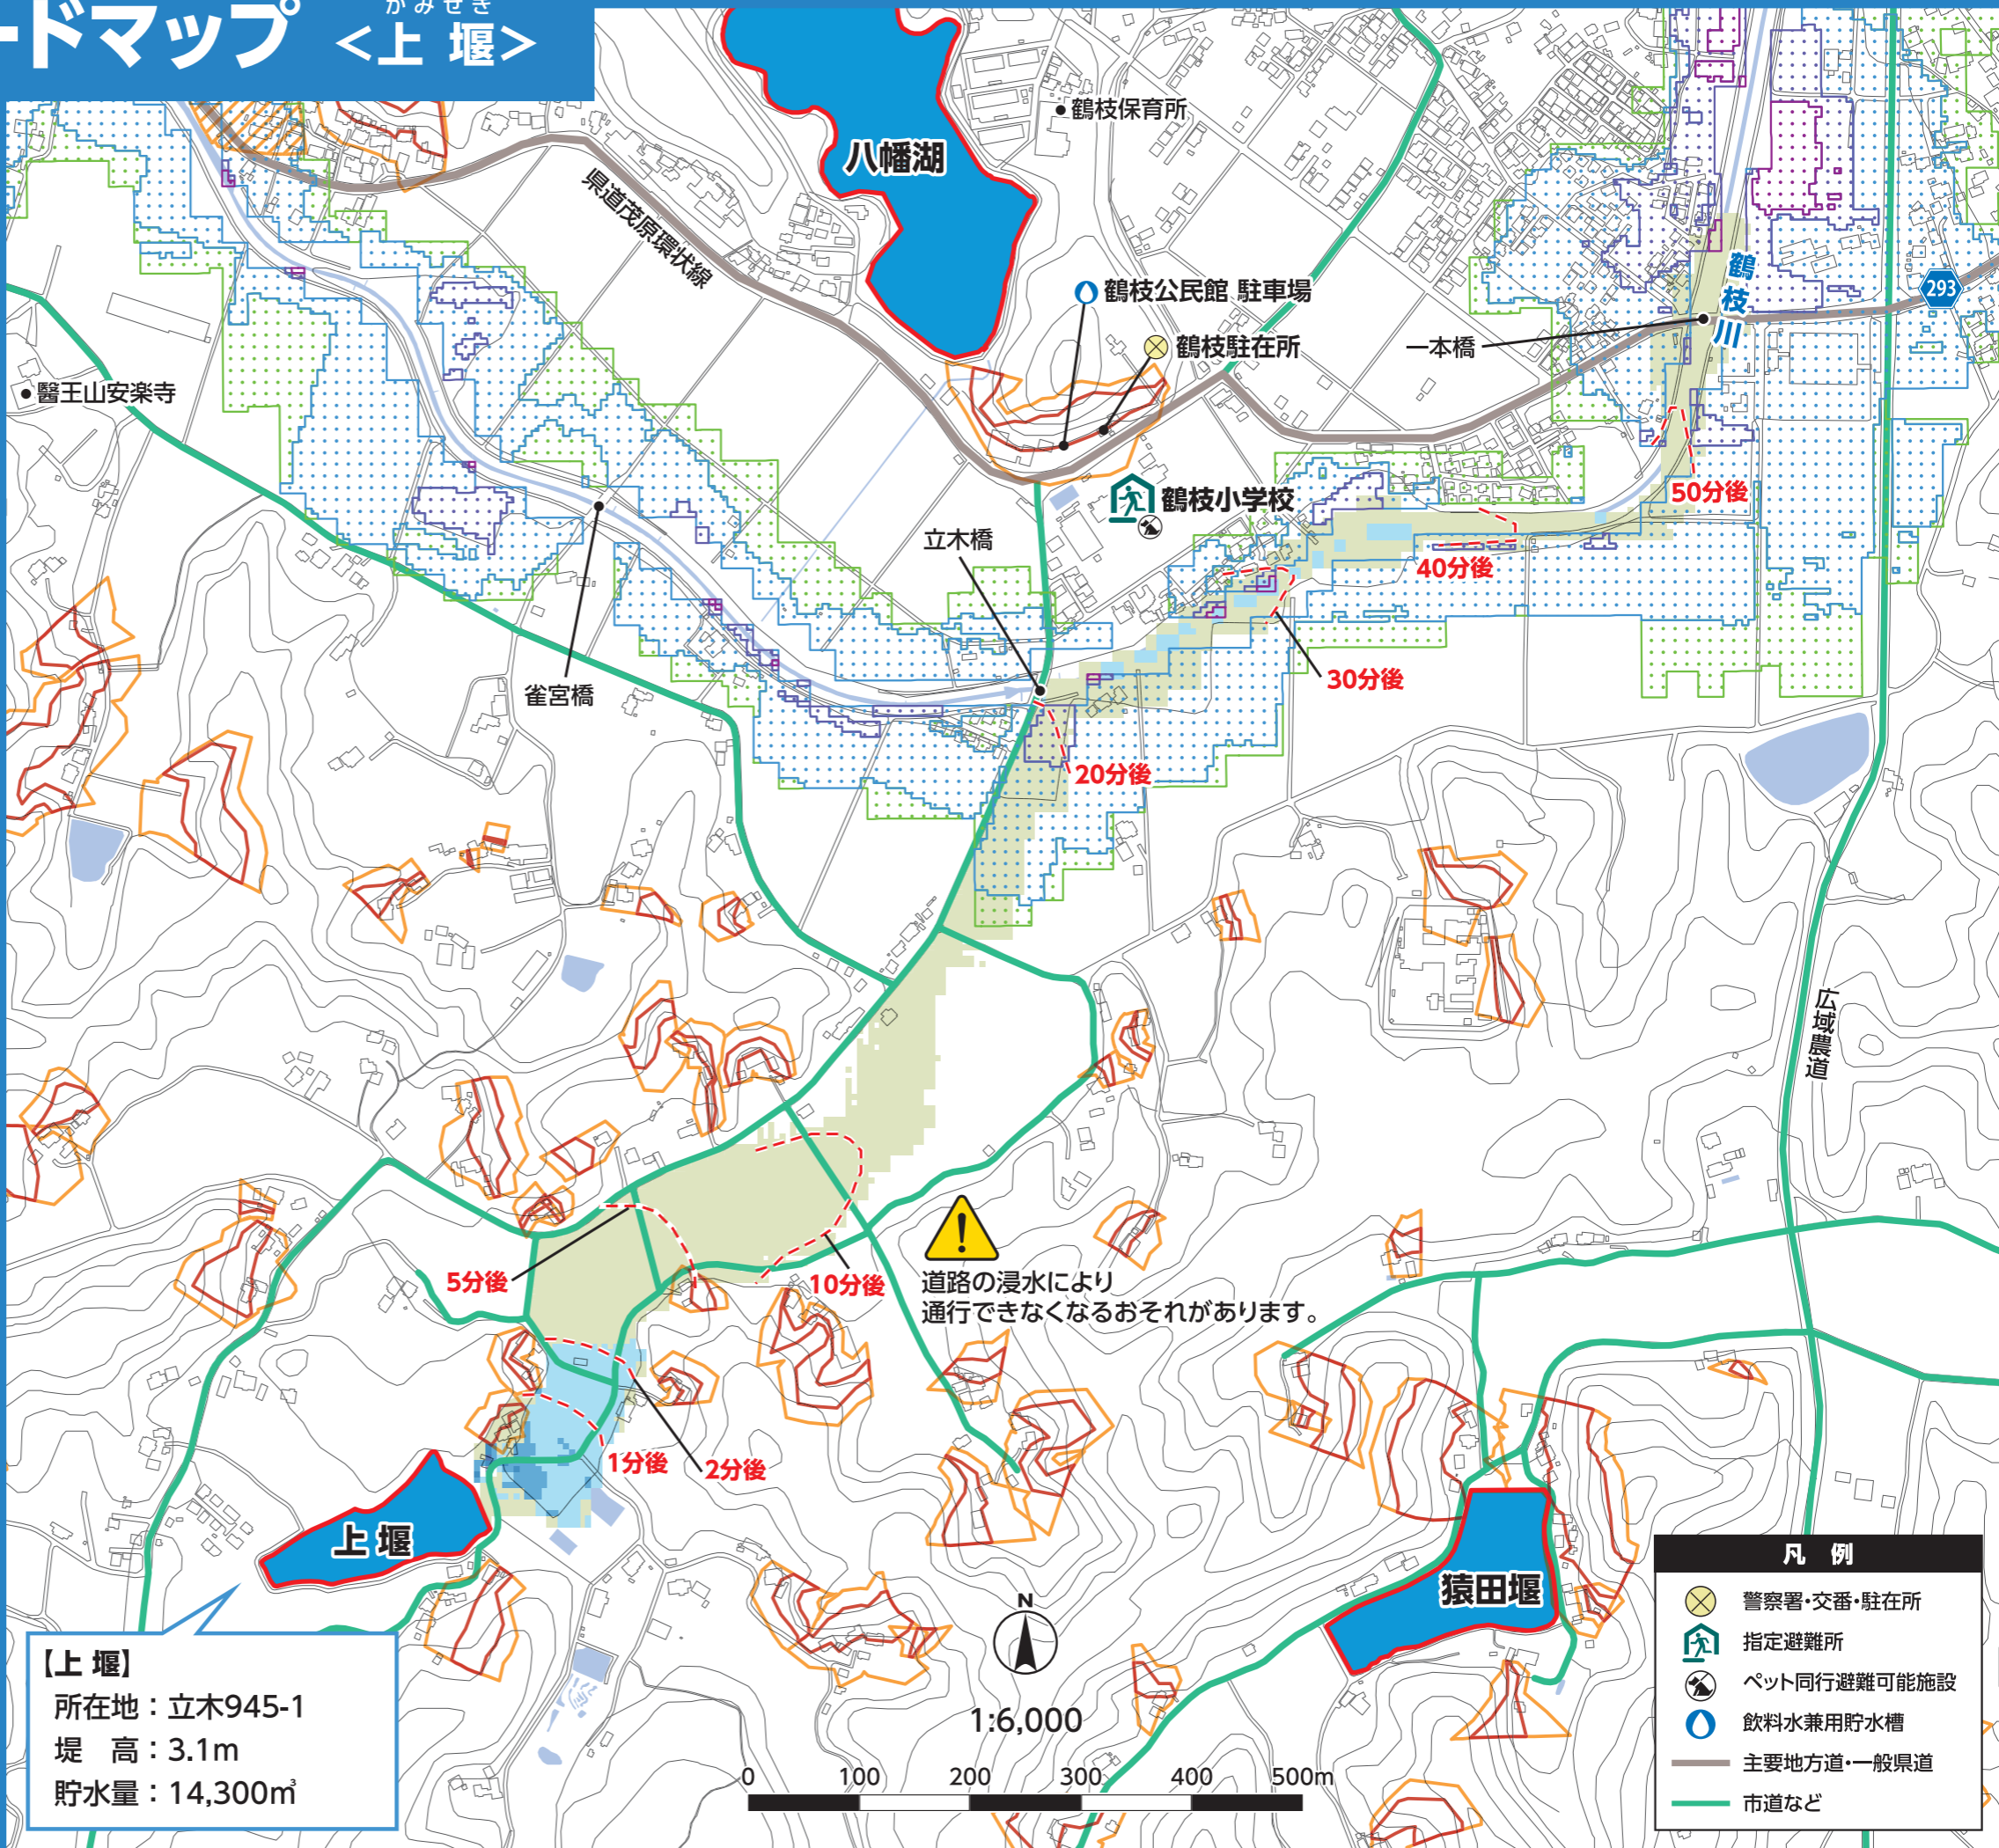 ードマップ <上 堰>
かみせき
八幡湖
鶴枝保育所
県道茂原環状線
鶴枝公民館 駐車場
鶴枝駐在所
一本橋
鶴枝川
293
醫王山安楽寺
鶴枝小学校
立木橋
雀宮橋
50分後
40分後
30分後
20分後
広域農道
5分後
10分後
道路の浸水により
通行できなくなるおそれがあります。
1分後
2分後
上 堰
猿田堰
【上 堰】
所在地：立木945-1
堤　高：3.1m
貯水量：14,300㎥
N
1:6,000
0 100 200 300 400 500m
凡 例
警察署・交番・駐在所
指定避難所
ペット同行避難可能施設
飲料水兼用貯水槽
主要地方道・一般県道
市道など